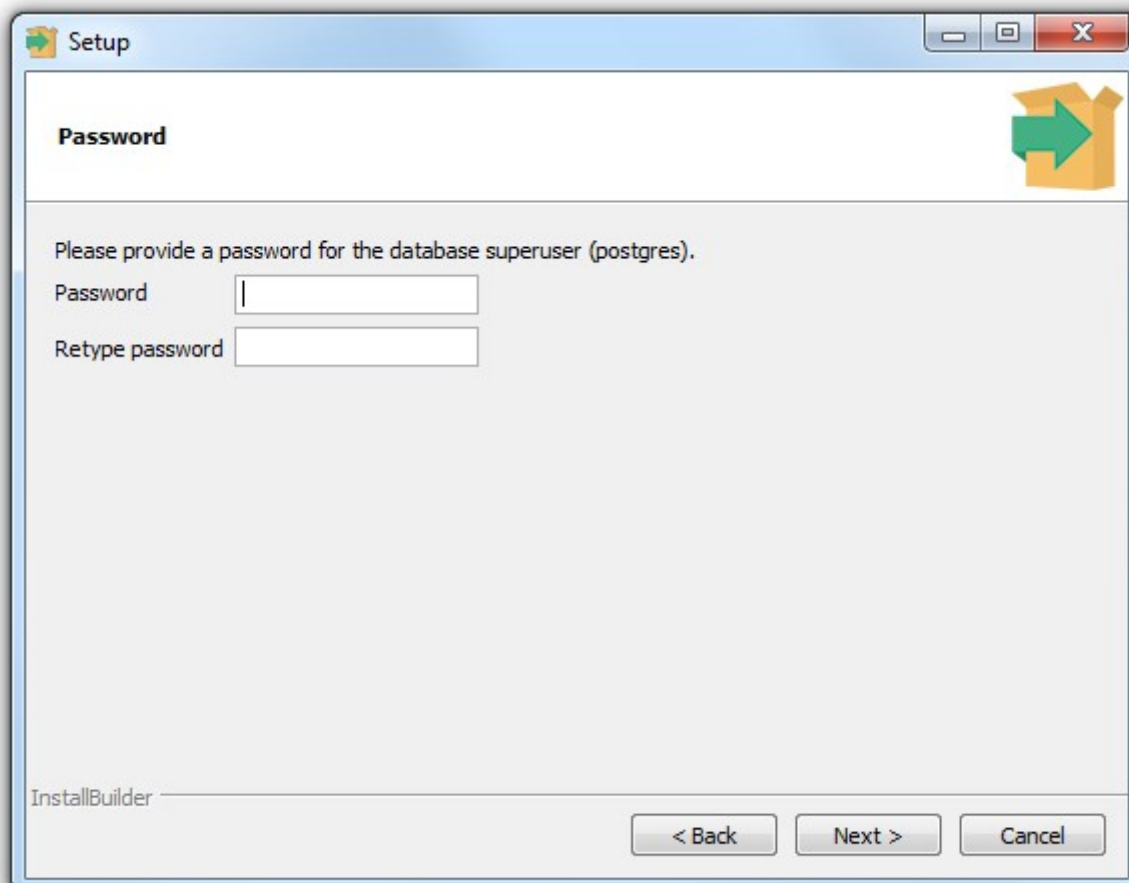 Setup
Password
Please provide a password for the database superuser (postgres).
Password
Retype password
InstallBuilder
< Back
Next >
Cancel